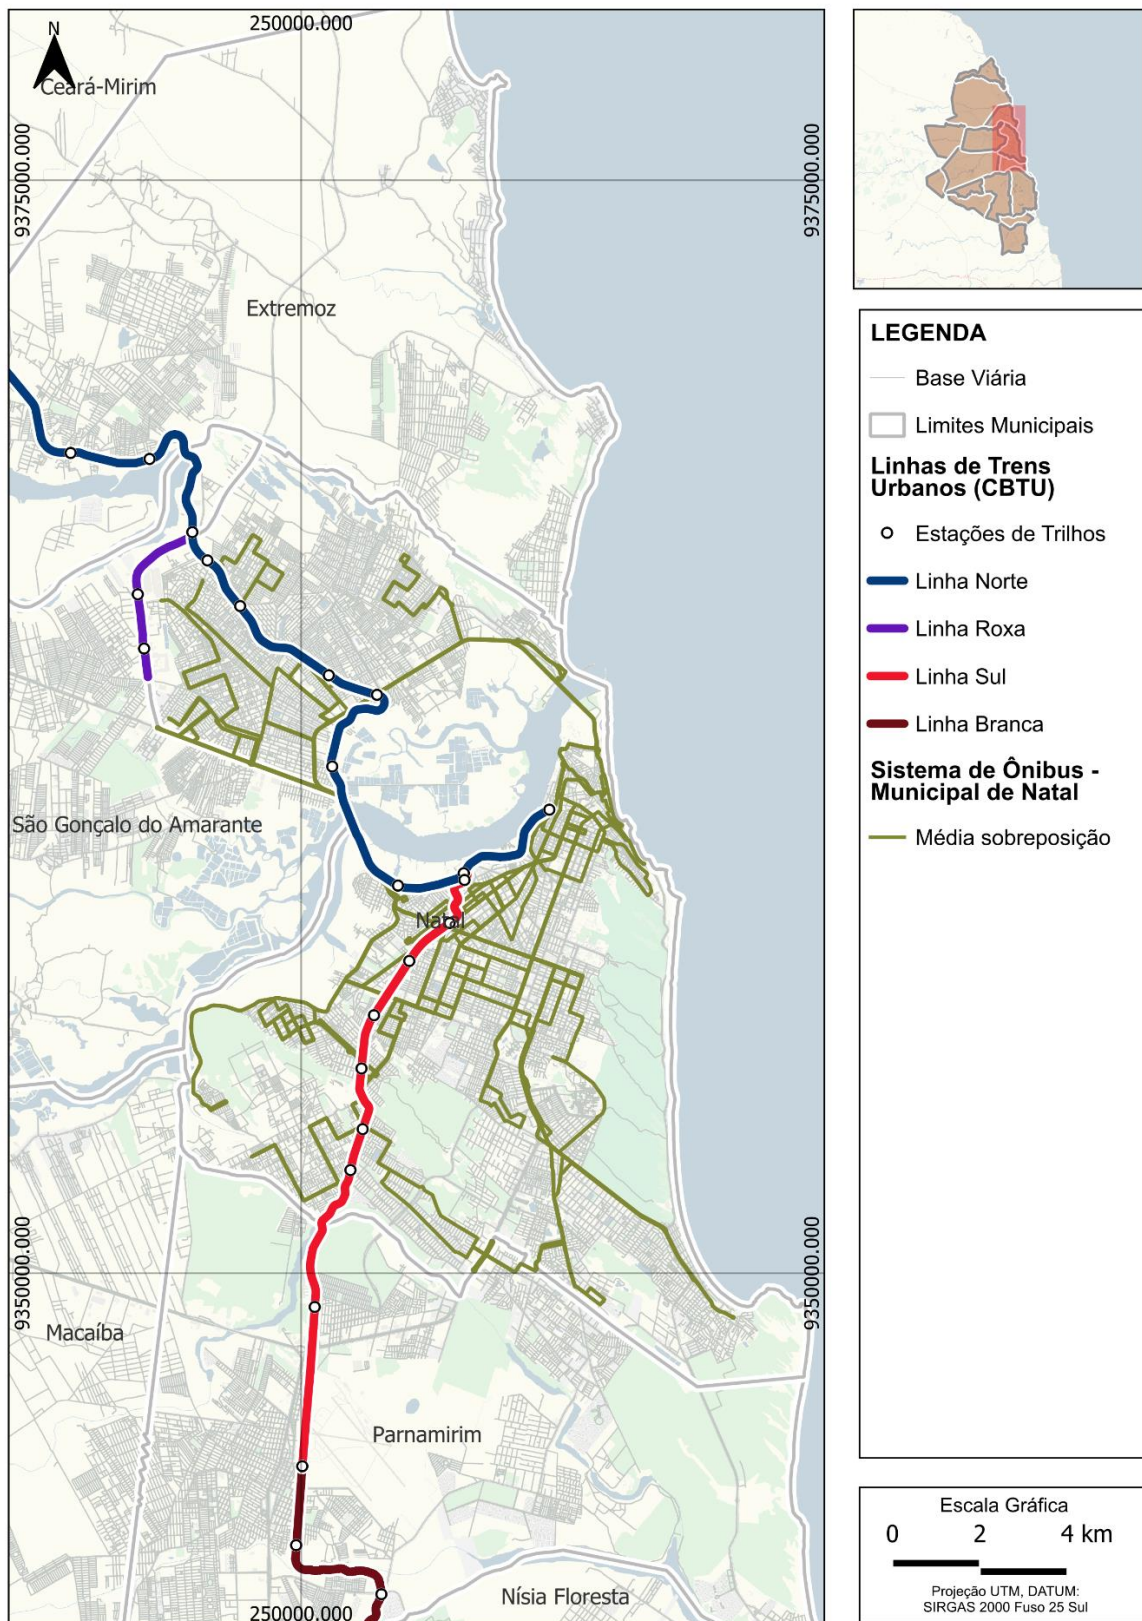 250000.000
N
Ceará-Mirim
9375000.000
9375000.000
Extremoz
São Gonçalo do Amarante
Natal
9350000.000
9350000.000
Macaíba
Parnamirim
Nísia Floresta
250000.000
LEGENDA
Base Viária
Limites Municipais
Linhas de Trens
Urbanos (CBTU)
Estações de Trilhos
Linha Norte
Linha Roxa
Linha Sul
Linha Branca
Sistema de Ônibus -
Municipal de Natal
Média sobreposição
Escala Gráfica
0 2 4 km
Projeção UTM, DATUM:
SIRGAS 2000 Fuso 25 Sul